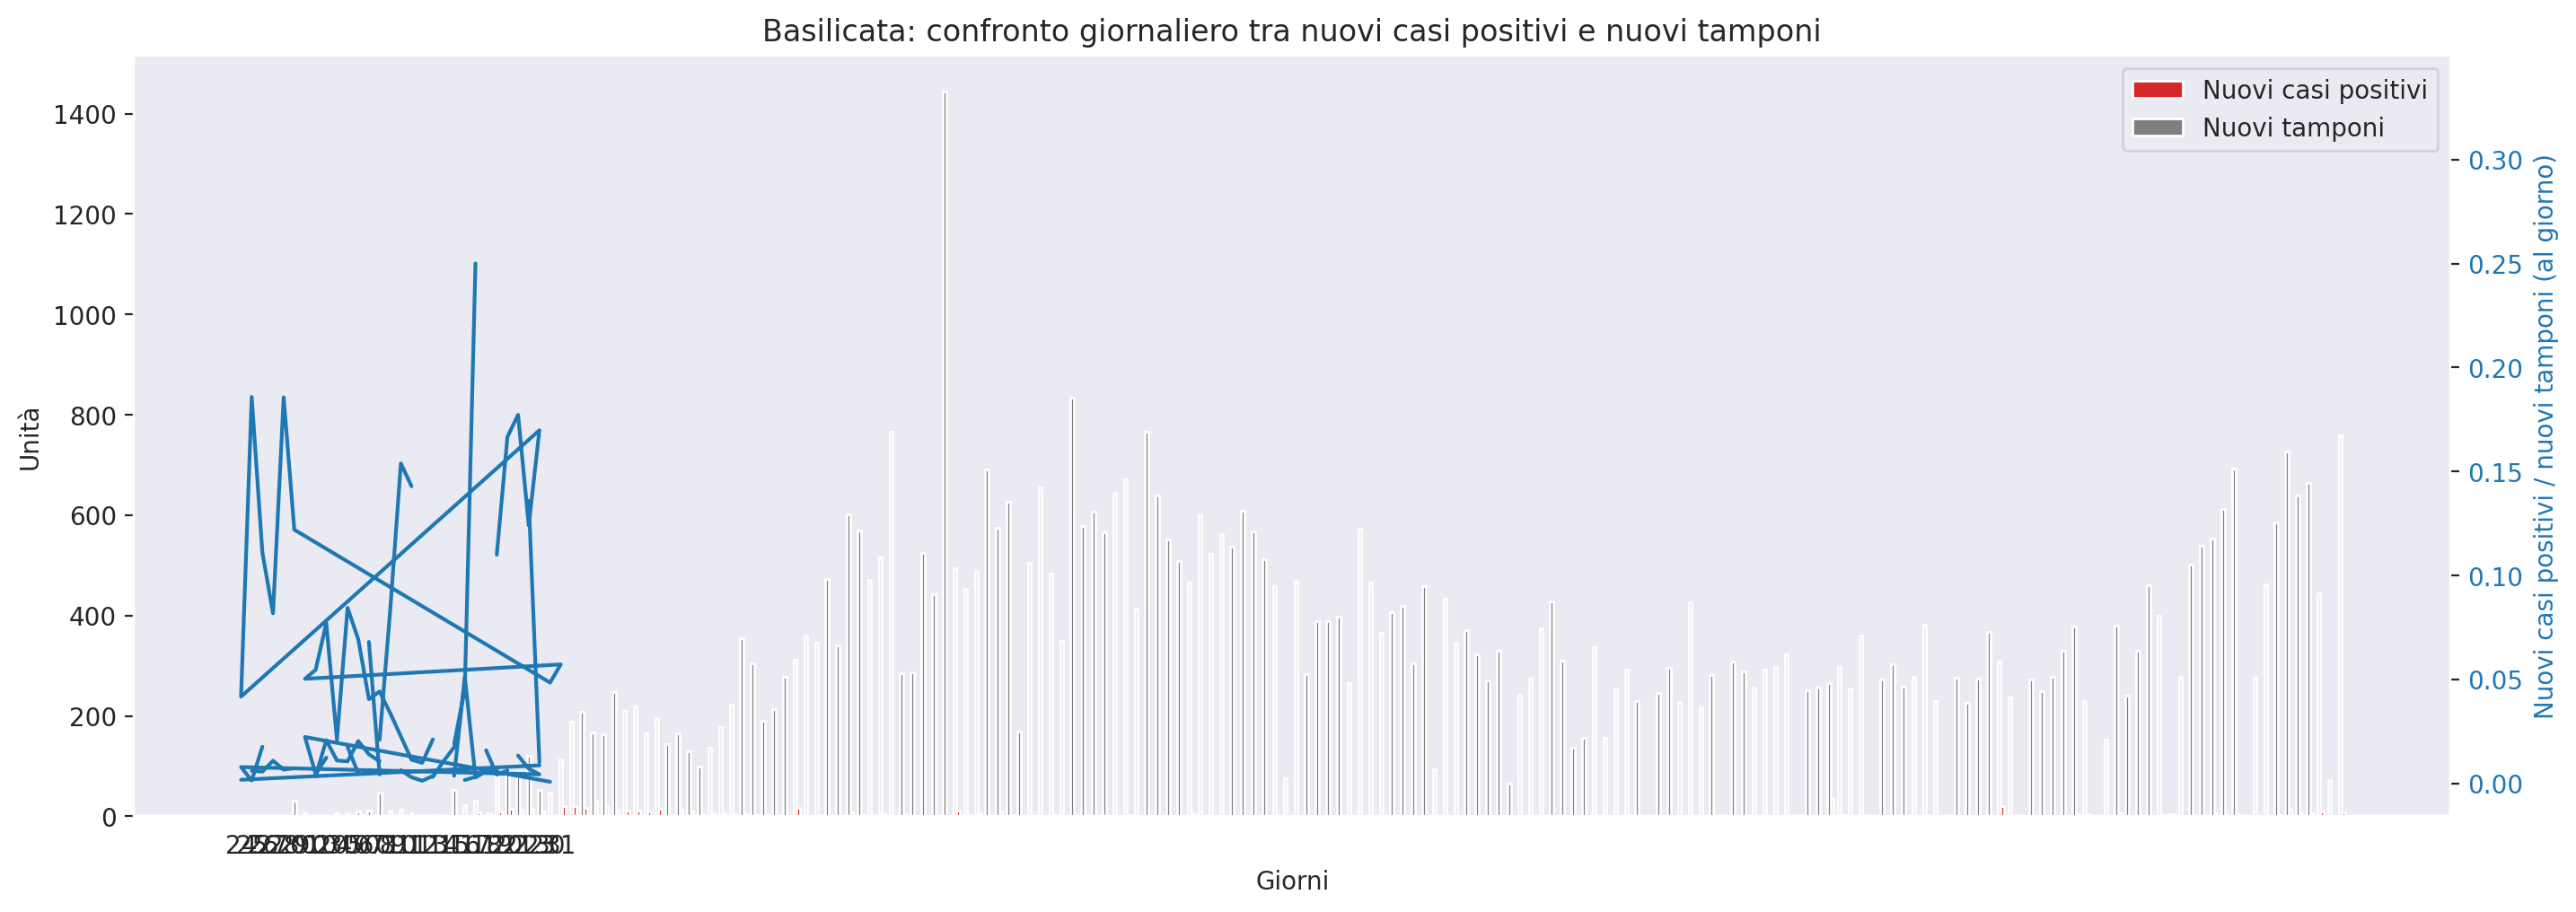 Basilicata: confronto giornaliero tra nuovi casi positivi e nuovi tamponi
Nuovi casi positivi
Nuovi tamponi
1400
1200
1000
800
600
400
200
0
Unità
0.30
0.25
0.20
0.15
0.10
0.05
0.00
Nuovi casi positivi / nuovi tamponi (al giorno)
Giorni